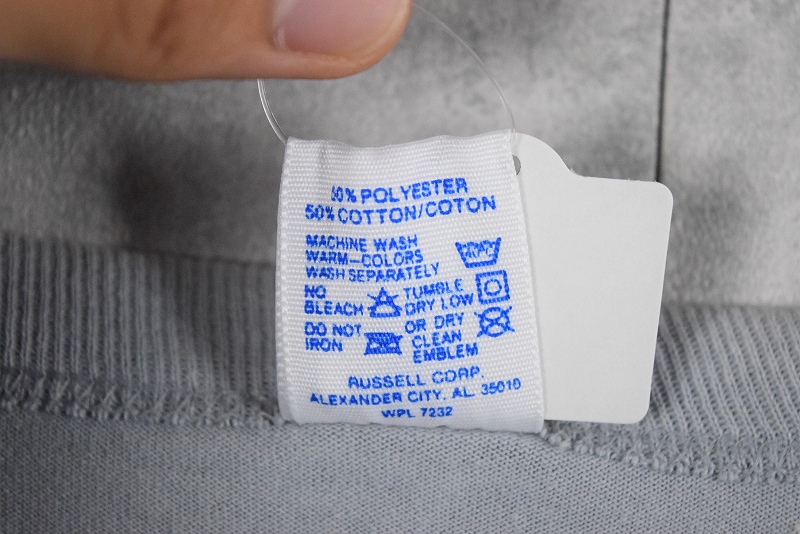 50% POLYESTER
50% COTTON/COTON
MACHINE WASH
WARM-COLORS
WASH SEPARATELY
NO
BLEACH
TUMBLE
DRY LOW
DO NOT
IRON
OR DRY
CLEAN
EMBLEM
RUSSELL CORP.
ALEXANDER CITY, AL 35010
WPL 7232